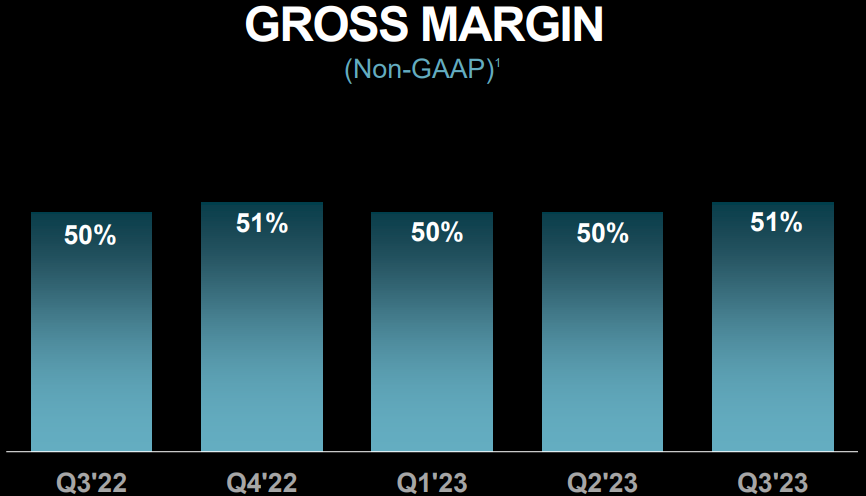 GROSS MARGIN
(Non-GAAP)¹
50% 51% 50% 50% 51%
Q3'22 Q4'22 Q1'23 Q2'23 Q3'23